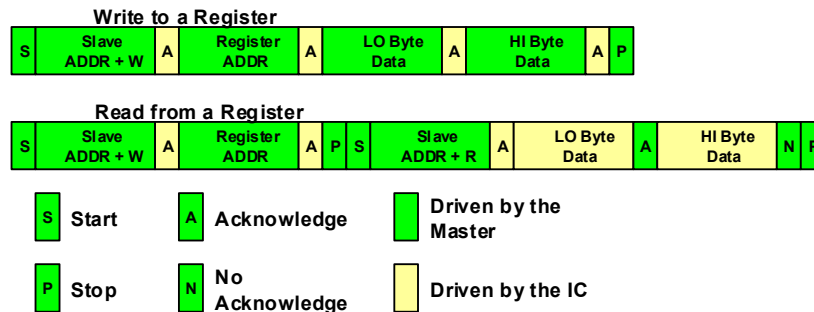 Write to a Register
S Slave ADDR + W A Register ADDR A LO Byte Data A HI Byte Data A P
Read from a Register
S Slave ADDR + W A Register ADDR A P S Slave ADDR + R A LO Byte Data A HI Byte Data N P
S Start
A Acknowledge
Driven by the
Master
P Stop
N No
Acknowledge
Driven by the IC